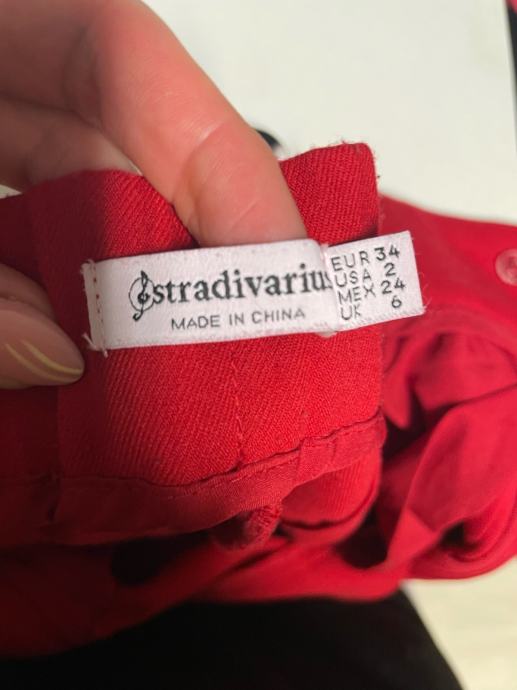 stradivarius
MADE IN CHINA
EUR 34
USA 2
MEX 24
UK 6